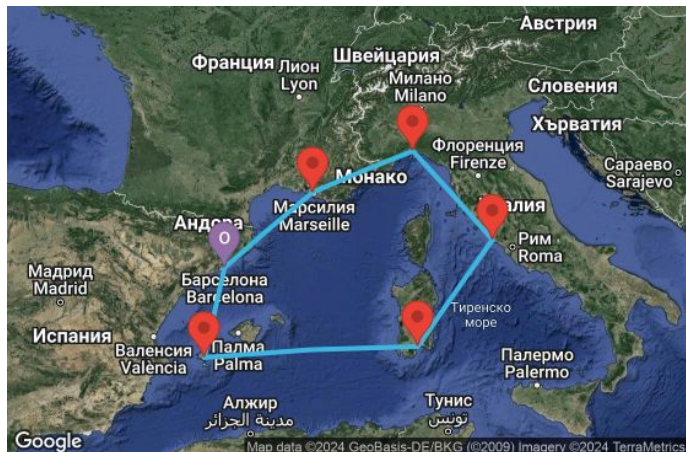 Австрия
Франция
Лион
Lyon
Швейцария
Милано
Milano
Словения
Флоренция
Firenze
Хърватия
Монако
Сараево
Sarajevo
Марсилия
Marseille
Италия
Андора
O
Рим
Roma
Мадрид
Madrid
Барселона
Barcelona
Тиренско
море
Испания
Валенсия
València
Палма
Palma
Палермо
Palermo
Алжир
مدينة الجزائر
Тунис
تونس
Google
Map data ©2024 GeoBasis-DE/BKG (©2009) Imagery ©2024 TerraMetrics